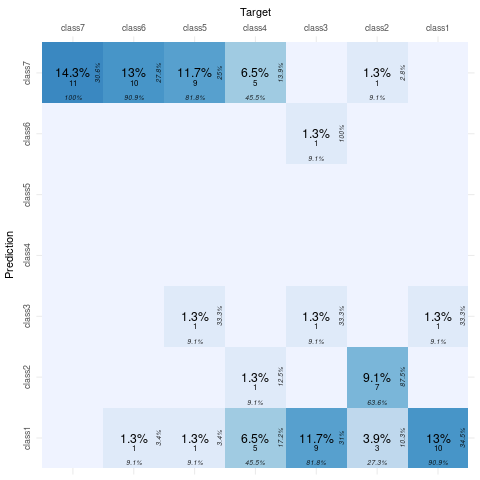 Target
class7 class6 class5 class4 class3 class2 class1
Prediction
class7
14.3% 11 100% 30.6%
13% 10 90.9% 27.8%
11.7% 9 81.8% 25%
6.5% 5 45.5% 13.9%
1.3% 1 9.1% 2.8%
class6
1.3% 1 9.1% 100%
class5
class4
class3
1.3% 1 9.1% 33.3%
1.3% 1 9.1% 33.3%
1.3% 1 9.1% 33.3%
class2
1.3% 1 9.1% 12.5%
9.1% 7 63.6% 87.5%
class1
1.3% 1 9.1% 3.4%
1.3% 1 9.1% 3.4%
6.5% 5 45.5% 17.2%
11.7% 9 81.8% 31%
3.9% 3 27.3% 10.3%
13% 10 90.9% 34.5%